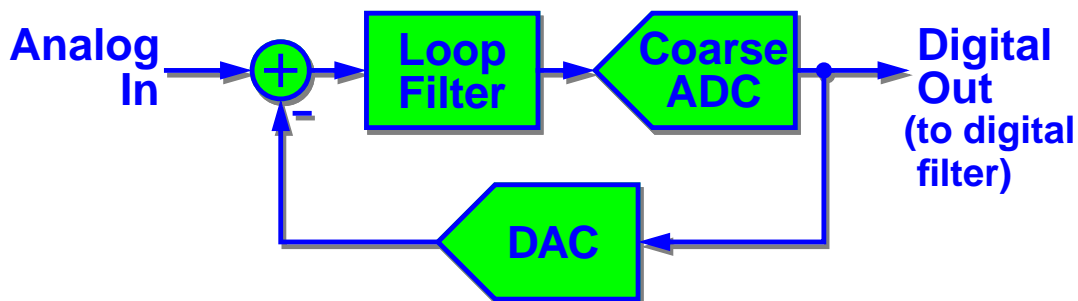 Analog
In
+
-
Loop
Filter
Coarse
ADC
Digital
Out
(to digital
filter)
DAC